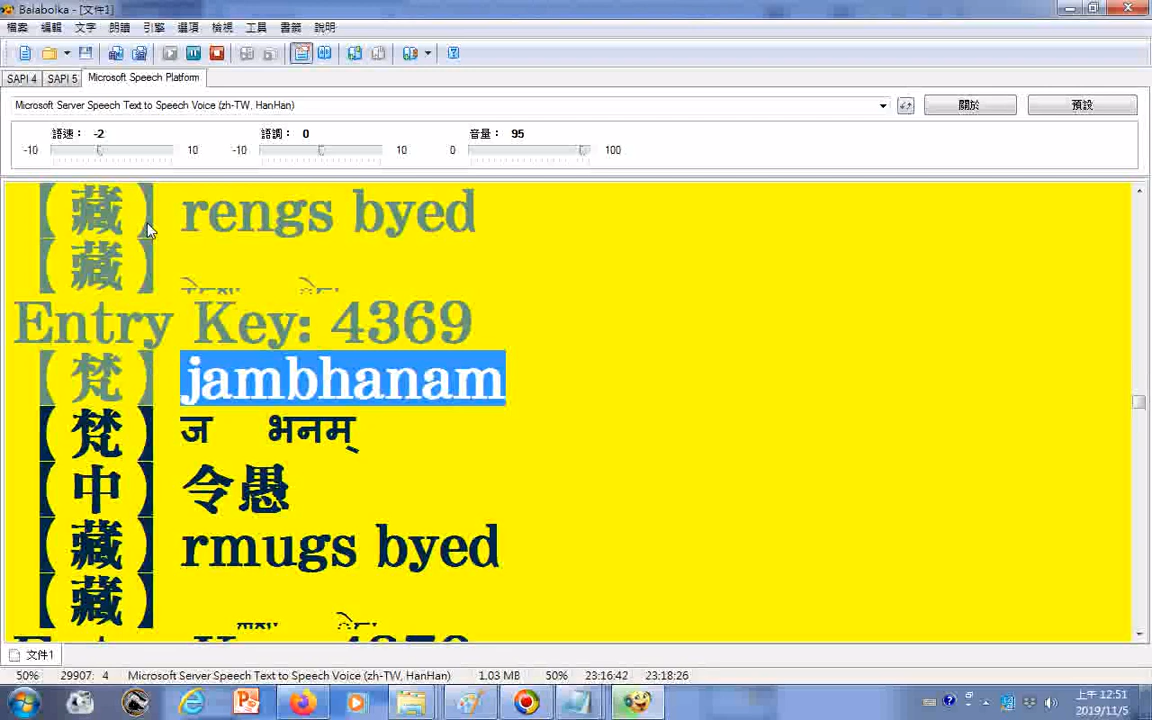 Balabolka - [文件1]
檔案 編輯 文字 朗讀 引擎 選項 檢視 工具 書籤 說明
SAPI 4 SAPI 5 Microsoft Speech Platform
Microsoft Server Speech Text to Speech Voice (zh-TW, HanHan) 關於 預設
語速： -2 語調： 0 音量： 95
-10 10 -10 10 0 100
【藏】 rengs byed
【藏】
Entry Key: 4369
【梵】 jambhanam
【梵】 ज भनम्
【中】 令愚
【藏】 rmugs byed
【藏】
文件1
50% 29907: 4 Microsoft Server Speech Text to Speech Voice (zh-TW, HanHan) 1.03 MB 50% 23:16:42 23:18:26
上午 12:51
2019/11/5